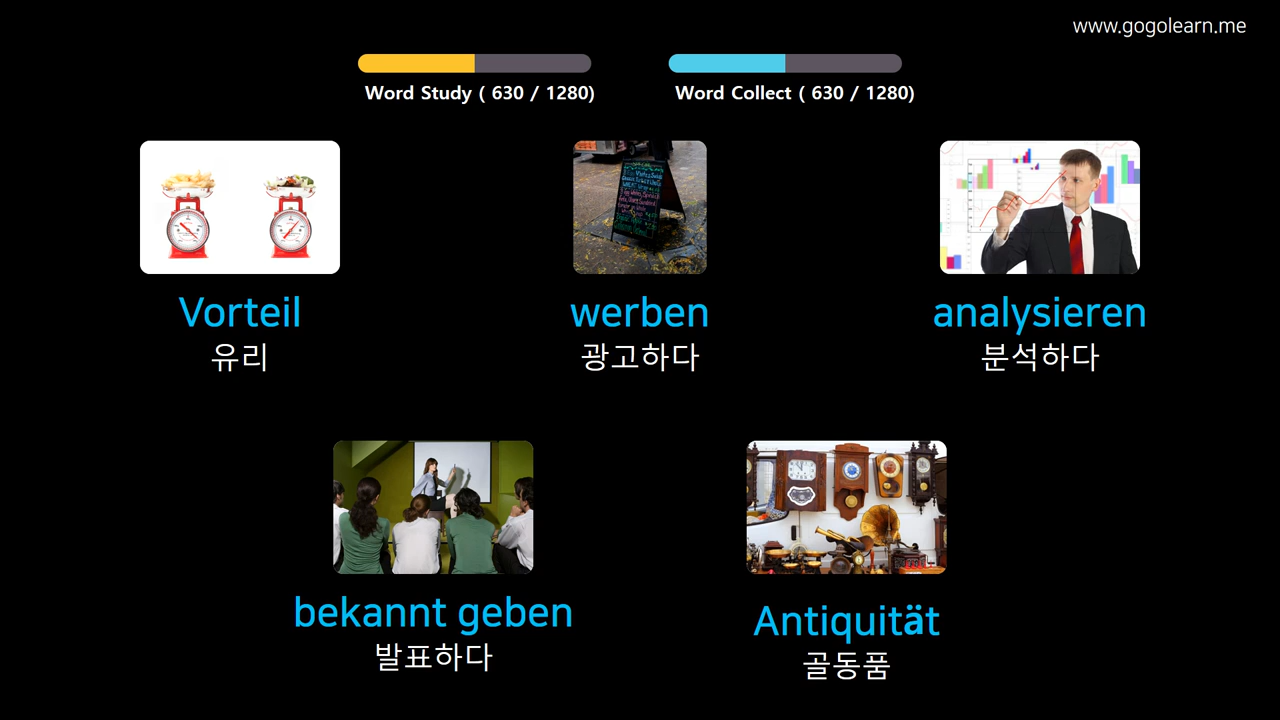 www.gogolearn.me
Word Study ( 630 / 1280)
Word Collect ( 630 / 1280)
Vorteil
유리
werben
광고하다
analysieren
분석하다
bekannt geben
발표하다
Antiquität
골동품